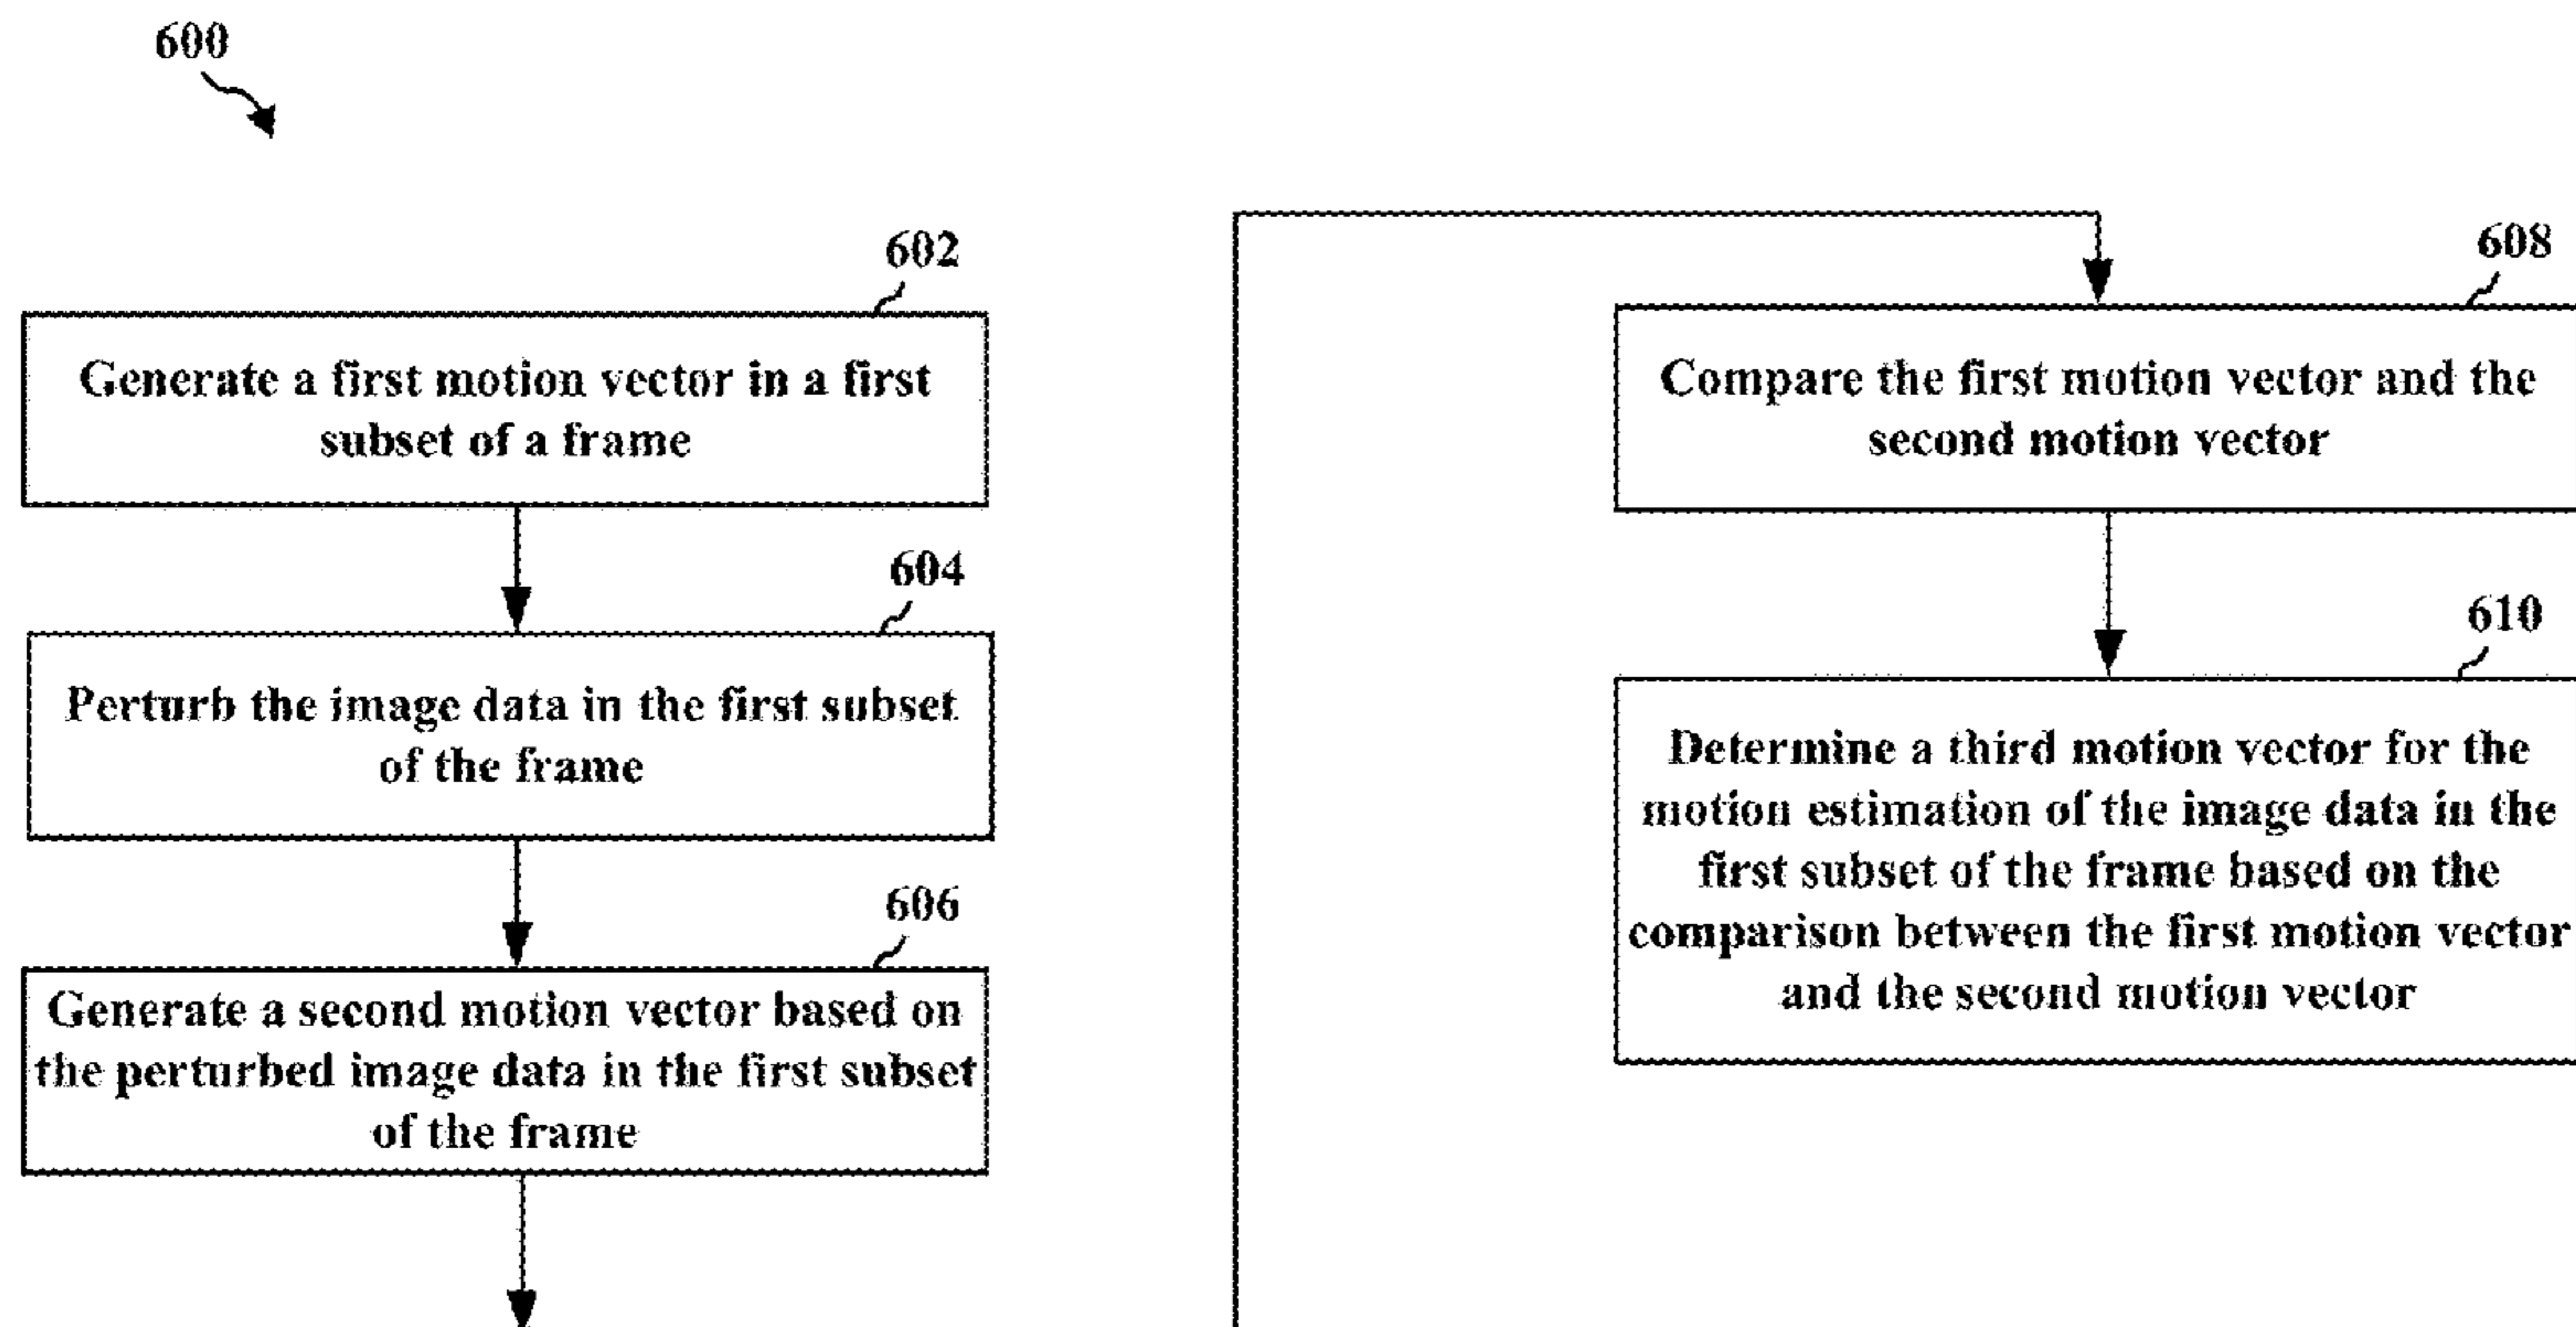 600
602
Generate a first motion vector in a first
subset of a frame
604
Perturb the image data in the first subset
of the frame
606
Generate a second motion vector based on
the perturbed image data in the first subset
of the frame
608
Compare the first motion vector and the
second motion vector
610
Determine a third motion vector for the
motion estimation of the image data in the
first subset of the frame based on the
comparison between the first motion vector
and the second motion vector